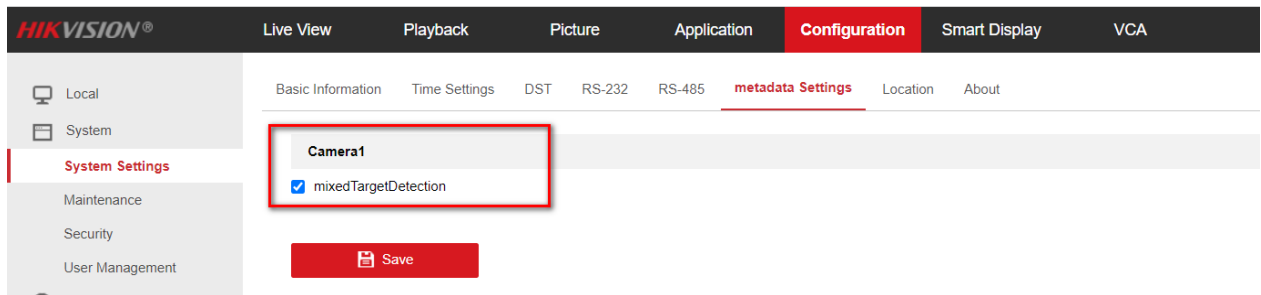 HIKVISION® Live View Playback Picture Application Configuration Smart Display VCA
Local
System
System Settings
Maintenance
Security
User Management
Basic Information Time Settings DST RS-232 RS-485 metadata Settings Location About
Camera1
mixedTargetDetection
Save